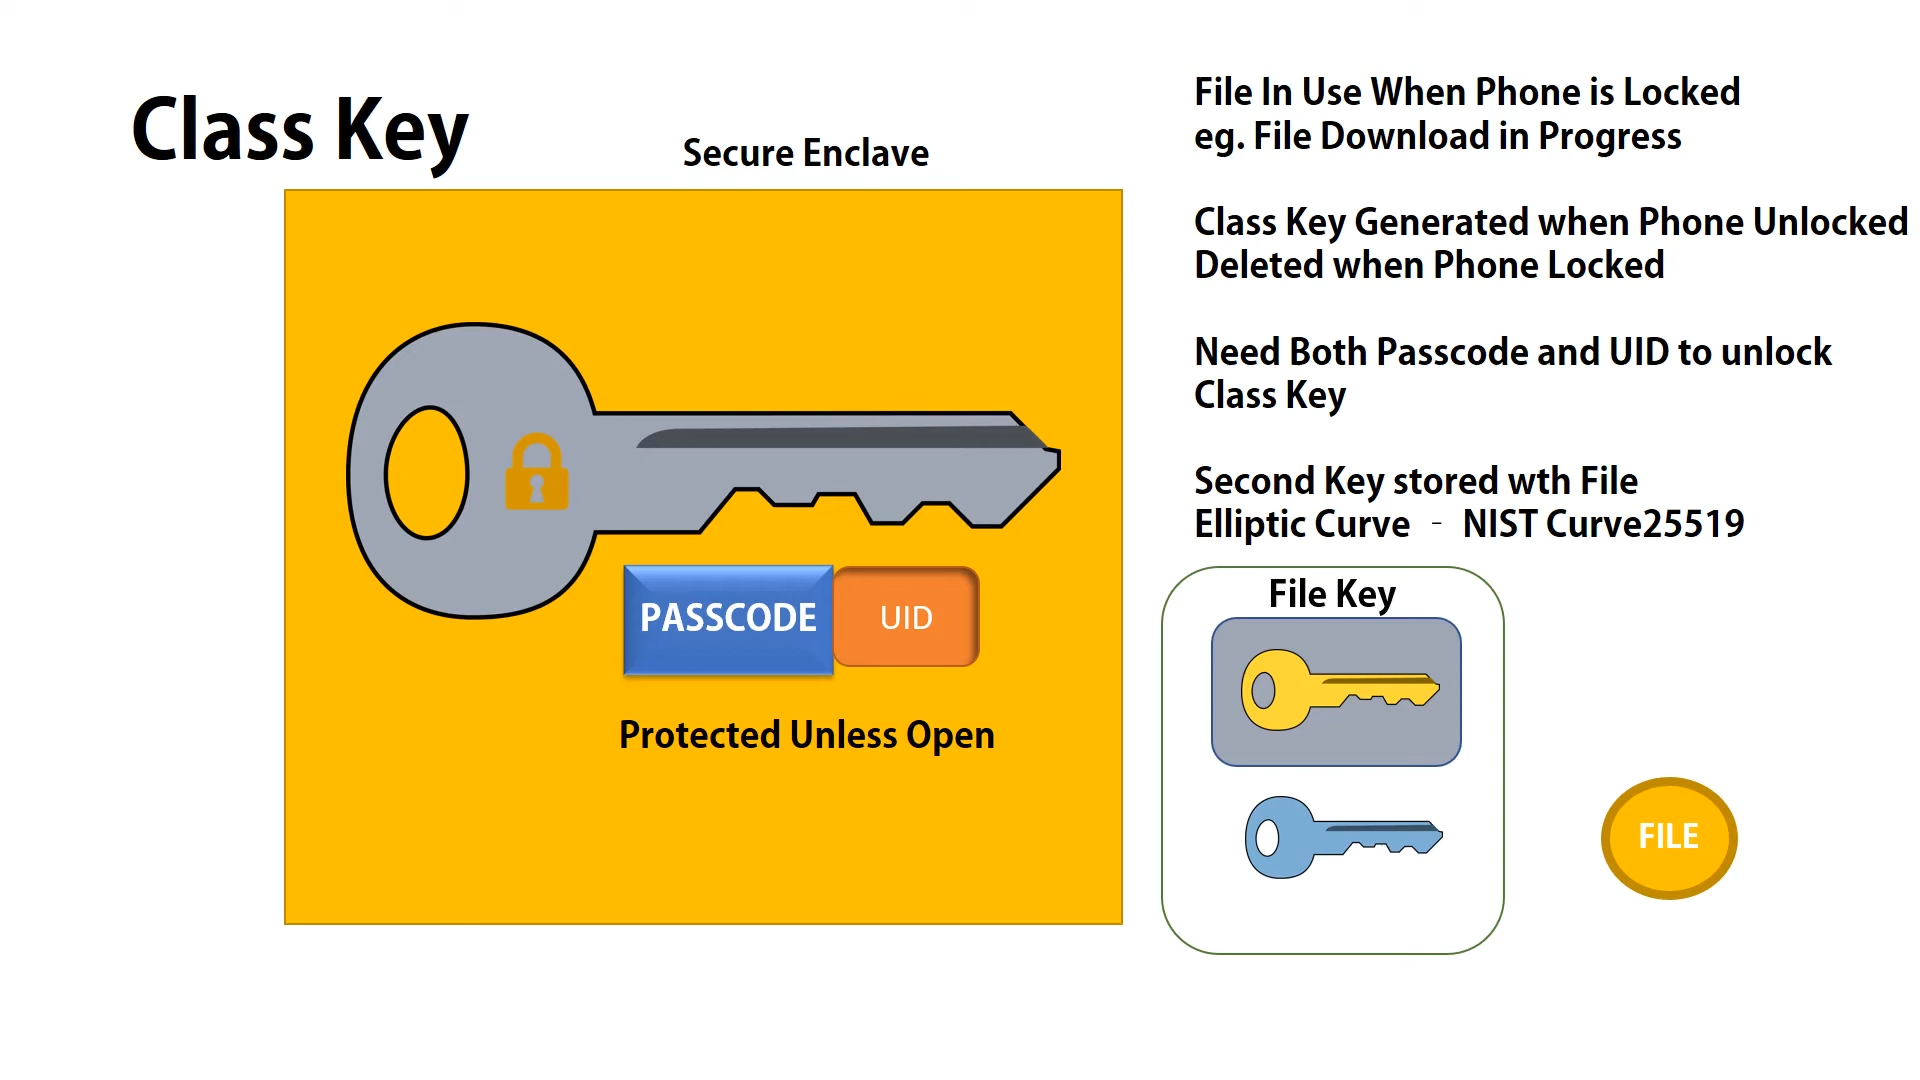 Class Key
Secure Enclave
PASSCODE
UID
Protected Unless Open
File In Use When Phone is Locked
eg. File Download in Progress
Class Key Generated when Phone Unlocked
Deleted when Phone Locked
Need Both Passcode and UID to unlock
Class Key
Second Key stored wth File
Elliptic Curve - NIST Curve25519
File Key
FILE